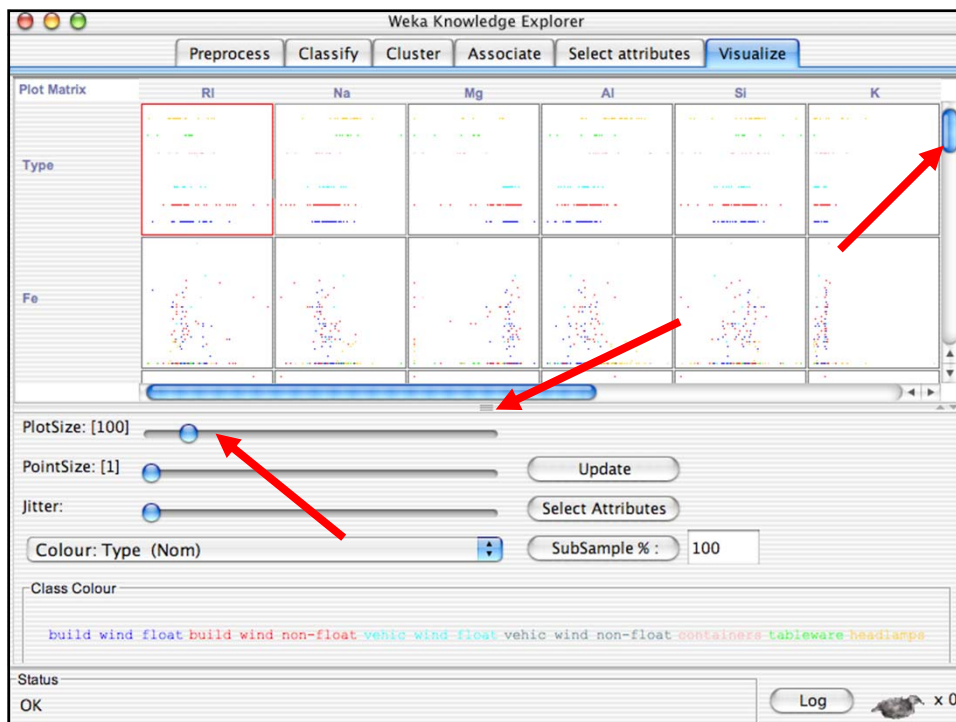 Weka Knowledge Explorer
Preprocess Classify Cluster Associate Select attributes Visualize
Plot Matrix RI Na Mg Al Si K
Type
Fe
PlotSize: [100]
PointSize: [1] Update
Jitter: Select Attributes
Colour: Type (Nom) SubSample % : 100
Class Colour
build wind float build wind non-float vehic wind float vehic wind non-float containers tableware headlamps
Status
OK Log x 0